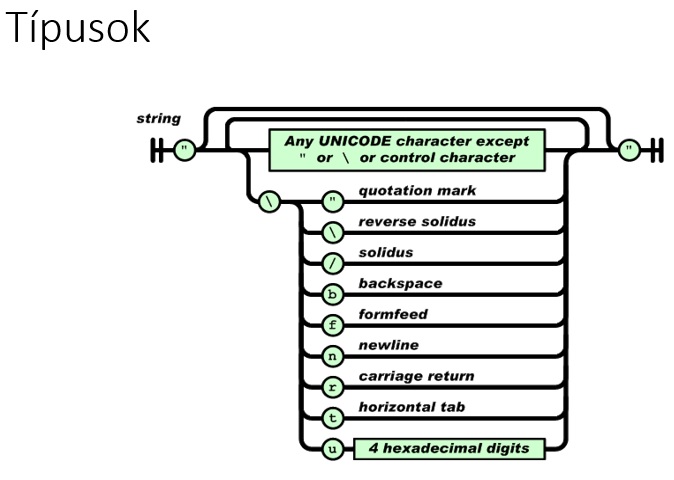 Típusok
string
"
Any UNICODE character except
" or \ or control character
"
\
" quotation mark
\ reverse solidus
/ solidus
b backspace
f formfeed
n newline
r carriage return
t horizontal tab
u 4 hexadecimal digits